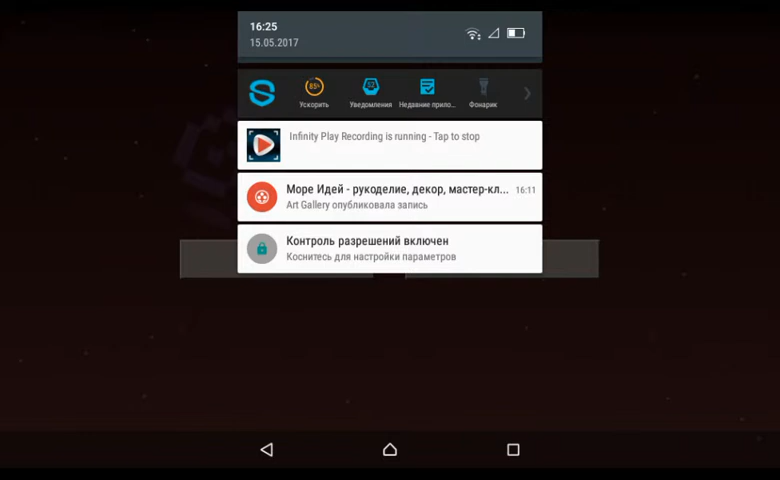 16:25
15.05.2017
85%
Ускорить
Уведомления
Недавние прило...
Фонарик
Infinity Play Recording is running - Tap to stop
Море Идей - рукоделие, декор, мастер-кл... 16:11
Art Gallery опубликовала запись
Контроль разрешений включен
Коснитесь для настройки параметров